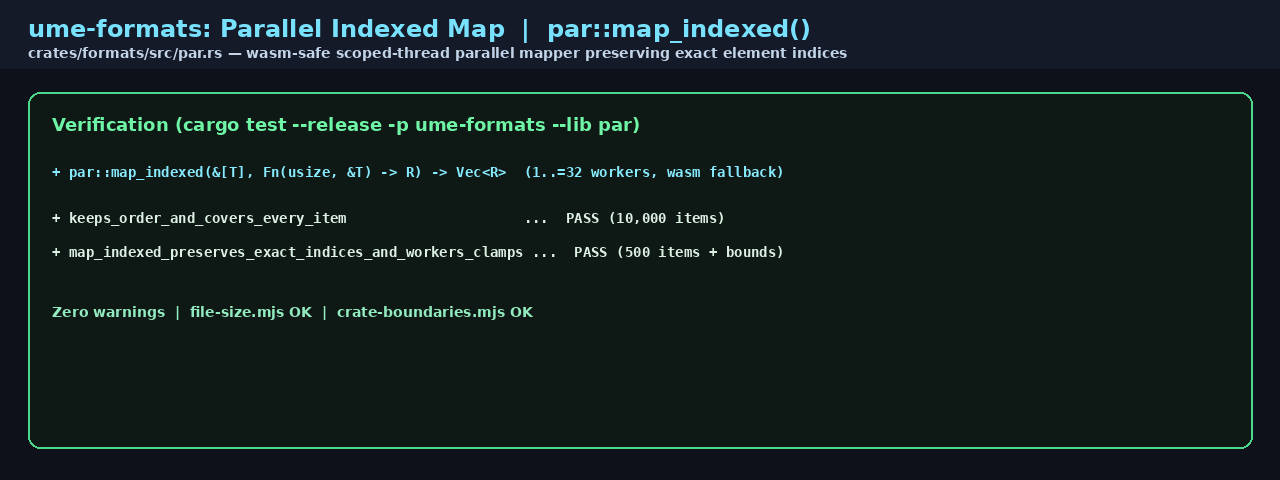 ume-formats: Parallel Indexed Map | par::map_indexed()
crates/formats/src/par.rs — wasm-safe scoped-thread parallel mapper preserving exact element indices
Verification (cargo test --release -p ume-formats --lib par)
+ par::map_indexed(&[T], Fn(usize, &T) -> R) -> Vec<R> (1..=32 workers, wasm fallback)
+ keeps_order_and_covers_every_item ... PASS (10,000 items)
+ map_indexed_preserves_exact_indices_and_workers_clamps ... PASS (500 items + bounds)
Zero warnings | file-size.mjs OK | crate-boundaries.mjs OK